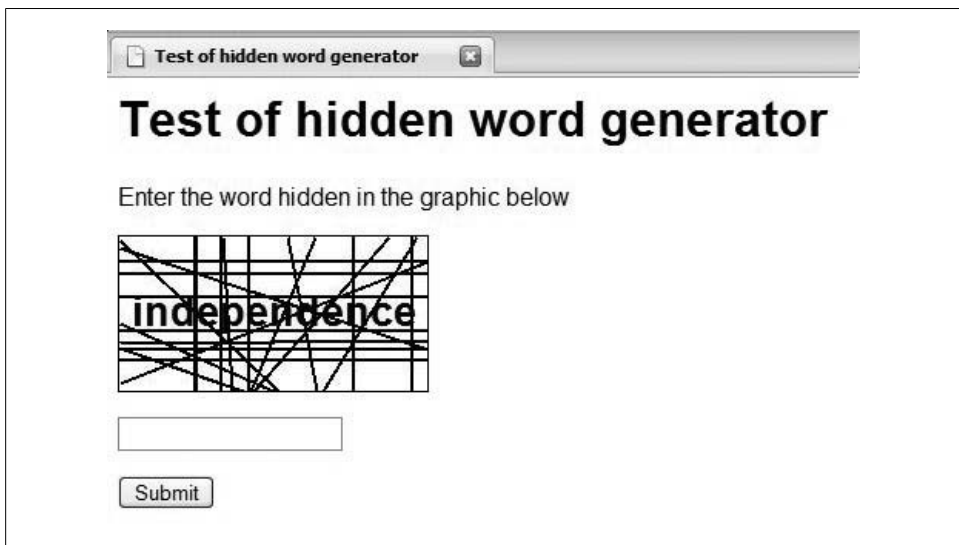 Test of hidden word generator
Test of hidden word generator
Enter the word hidden in the graphic below
independence
Submit